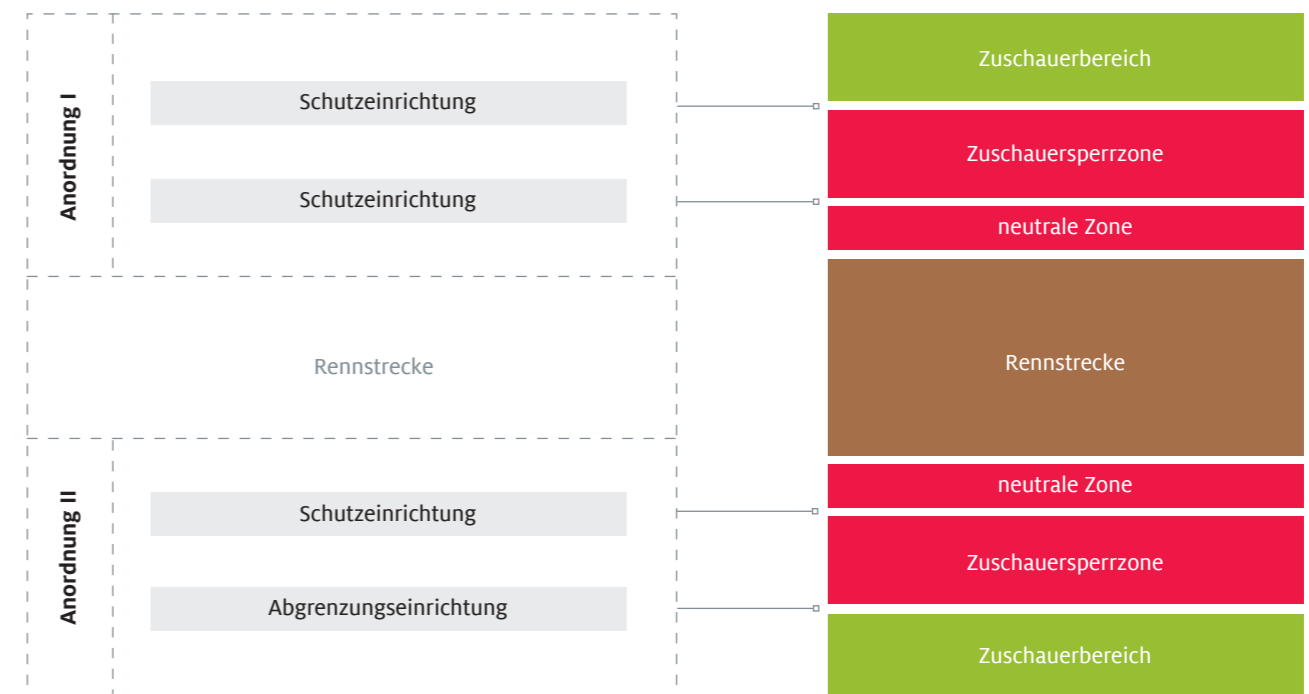 Anordnung I
Schutzeinrichtung
Schutzeinrichtung
Rennstrecke
Anordnung II
Schutzeinrichtung
Abgrenzungseinrichtung
Zuschauerbereich
Zuschauersperrzone
neutrale Zone
Rennstrecke
neutrale Zone
Zuschauersperrzone
Zuschauerbereich